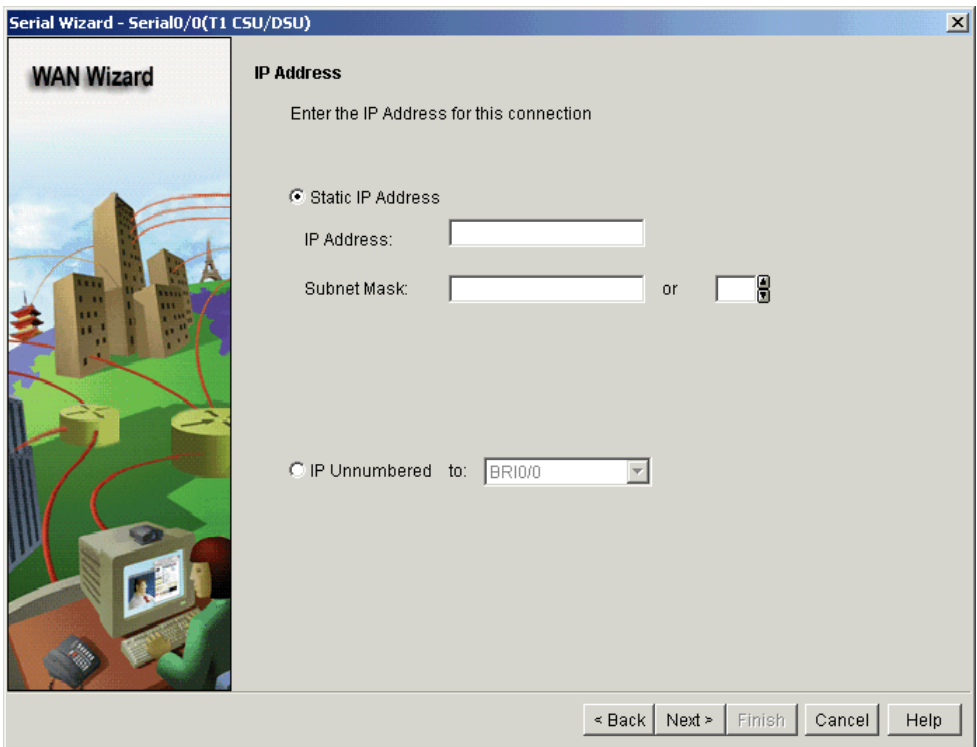 Serial Wizard - Serial0/0(T1 CSU/DSU)
WAN Wizard
IP Address
Enter the IP Address for this connection
Static IP Address
IP Address:
Subnet Mask: or
IP Unnumbered to: BRI0/0
< Back Next > Finish Cancel Help